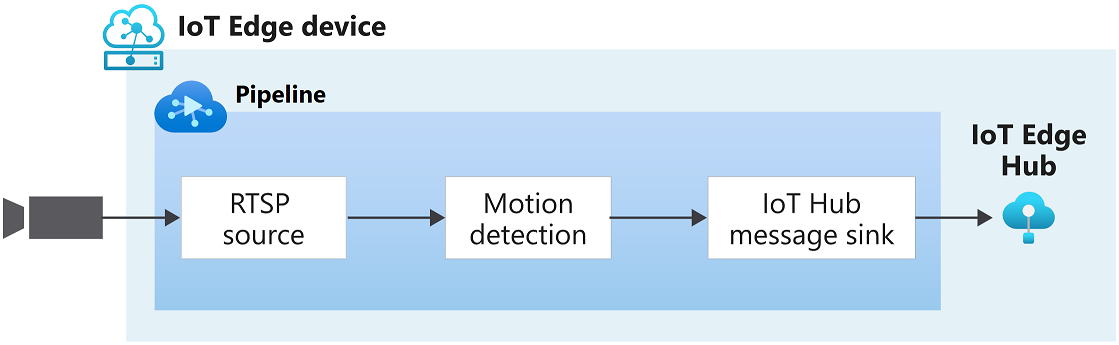 IoT Edge device
Pipeline
IoT Edge
Hub
RTSP
source
Motion
detection
IoT Hub
message sink